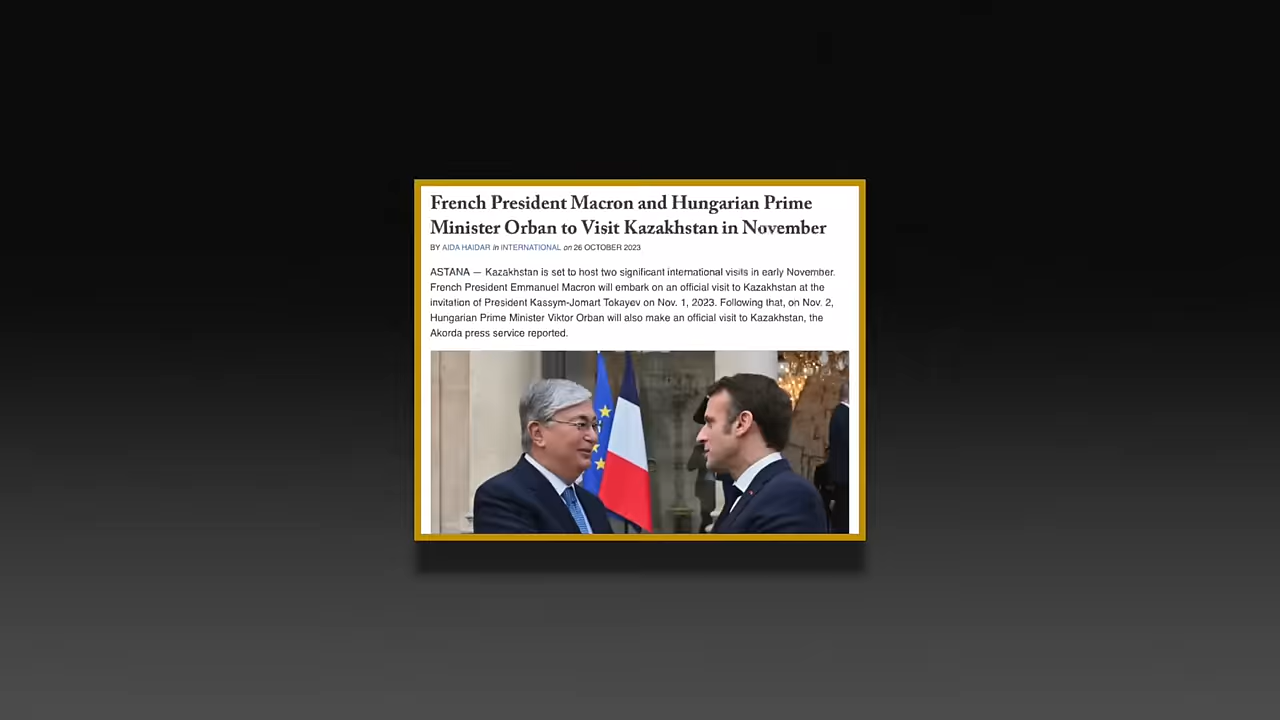 French President Macron and Hungarian Prime
Minister Orban to Visit Kazakhstan in November
BY AIDA HAIDAR in INTERNATIONAL on 26 OCTOBER 2023
ASTANA — Kazakhstan is set to host two significant international visits in early November.
French President Emmanuel Macron will embark on an official visit to Kazakhstan at the
invitation of President Kassym-Jomart Tokayev on Nov. 1, 2023. Following that, on Nov. 2,
Hungarian Prime Minister Viktor Orban will also make an official visit to Kazakhstan, the
Akorda press service reported.